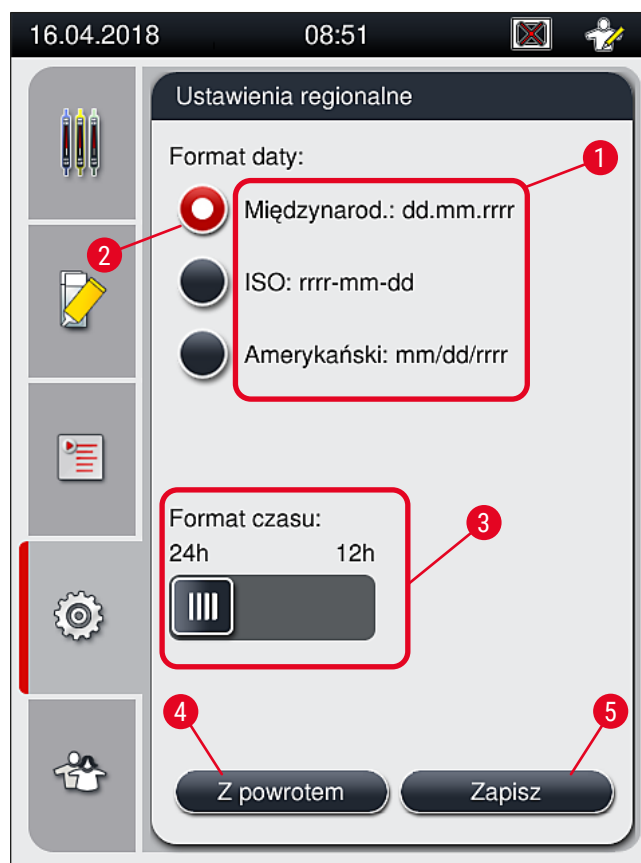 16.04.2018 08:51
Ustawienia regionalne
Format daty:
1
Międzynarod.: dd.mm.rrrr
2
ISO: rrrr-mm-dd
Amerykański: mm/dd/rrrr
Format czasu:
3
24h 12h
4
5
Z powrotem Zapisz